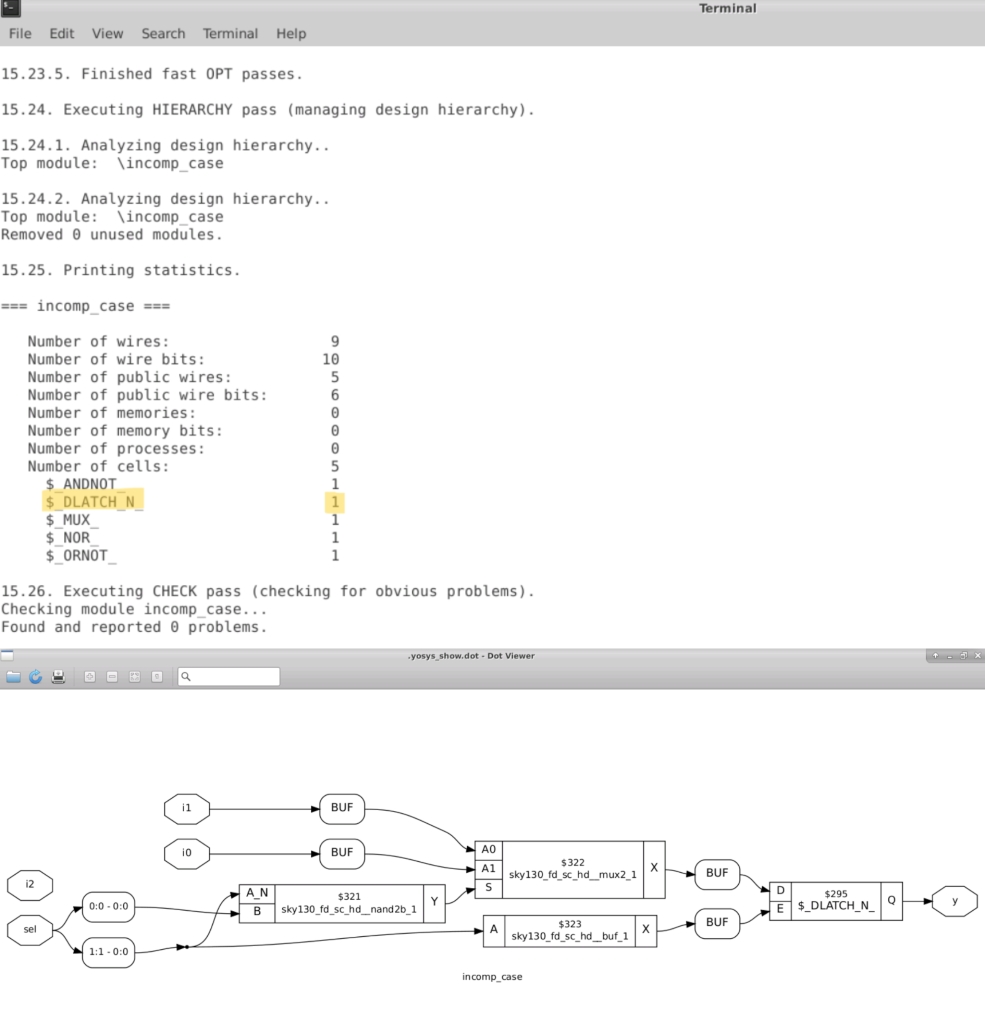 Terminal
File Edit View Search Terminal Help
15.23.5. Finished fast OPT passes.
15.24. Executing HIERARCHY pass (managing design hierarchy).
15.24.1. Analyzing design hierarchy..
Top module:  \incomp_case
15.24.2. Analyzing design hierarchy..
Top module:  \incomp_case
Removed 0 unused modules.
15.25. Printing statistics.
=== incomp_case ===
Number of wires: 9
Number of wire bits: 10
Number of public wires: 5
Number of public wire bits: 6
Number of memories: 0
Number of memory bits: 0
Number of processes: 0
Number of cells: 5
$_ANDNOT_ 1
$_DLATCH_N_ 1
$_MUX_ 1
$_NOR_ 1
$_ORNOT_ 1
15.26. Executing CHECK pass (checking for obvious problems).
Checking module incomp_case...
Found and reported 0 problems.
.yosys_show.dot - Dot Viewer
i1
BUF
i0
BUF
i2
sel
0:0 - 0:0
1:1 - 0:0
A_N
B
$321
sky130_fd_sc_hd__nand2b_1
Y
A0
A1
S
$322
sky130_fd_sc_hd__mux2_1
X
A
$323
sky130_fd_sc_hd__buf_1
X
BUF
BUF
D
E
$295
$_DLATCH_N_
Q
y
incomp_case